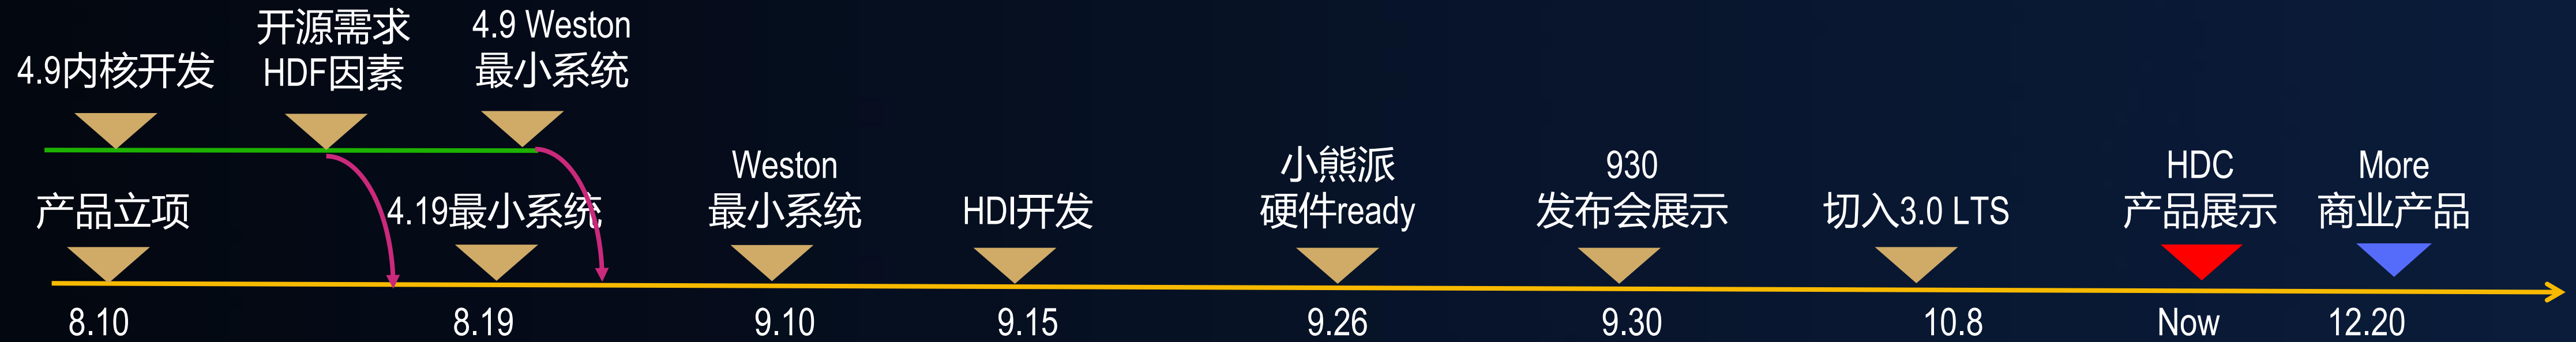 4.9内核开发
开源需求
HDF因素
4.9 Weston
最小系统
产品立项
4.19最小系统
Weston
最小系统
HDI开发
小熊派
硬件ready
930
发布会展示
切入3.0 LTS
HDC
产品展示
More
商业产品
8.10
8.19
9.10
9.15
9.26
9.30
10.8
Now
12.20